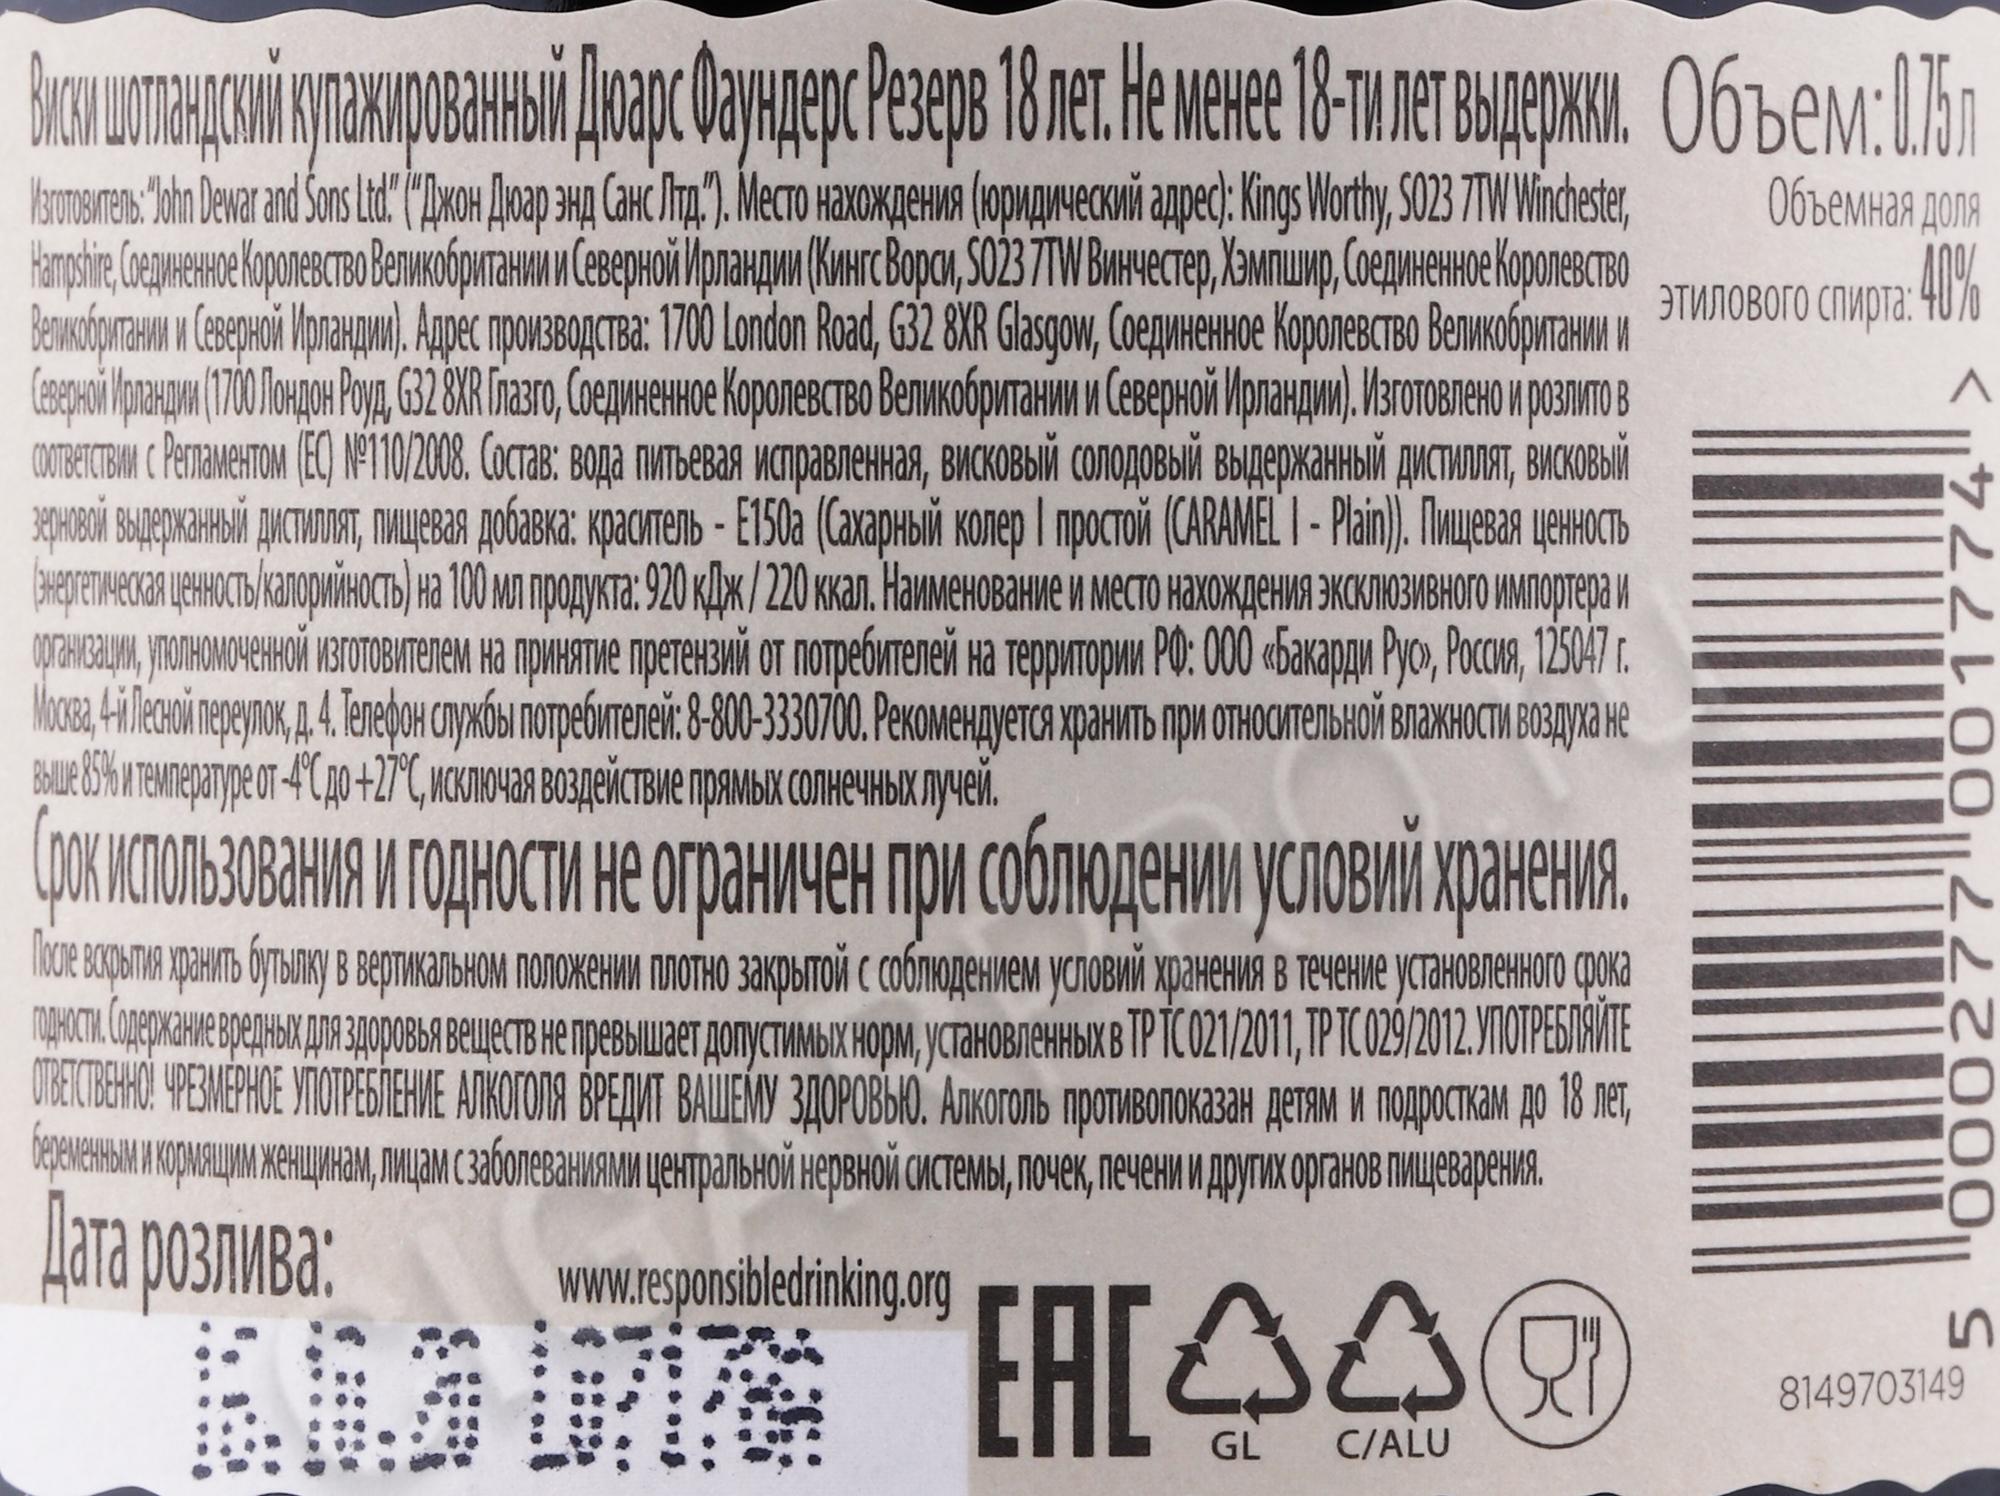 Виски шотландский купажированный Дюарс Фаундерс Резерв 18 лет. Не менее 18-ти лет выдержки.
Изготовитель: “John Dewar and Sons Ltd.” (“Джон Дюар энд Санс Лтд.”). Место нахождения (юридический адрес): Kings Worthy, SO23 7TW Winchester,
Hampshire, Соединенное Королевство Великобритании и Северной Ирландии (Кингс Ворси, SO23 7TW Винчестер, Хэмпшир, Соединенное Королевство
Великобритании и Северной Ирландии). Адрес производства: 1700 London Road, G32 8XR Glasgow, Соединенное Королевство Великобритании и
Северной Ирландии (1700 Лондон Роуд, G32 8XR Глазго, Соединенное Королевство Великобритании и Северной Ирландии). Изготовлено и розлито в
соответствии с Регламентом (ЕС) №110/2008. Состав: вода питьевая исправленная, висковый солодовый выдержанный дистиллят, висковый
зерновой выдержанный дистиллят, пищевая добавка: краситель - Е150а (Сахарный колер I простой (CARAMEL I - Plain)). Пищевая ценность
(энергетическая ценность/калорийность) на 100 мл продукта: 920 кДж / 220 ккал. Наименование и место нахождения эксклюзивного импортера и
организации, уполномоченной изготовителем на принятие претензий от потребителей на территории РФ: ООО «Бакарди Рус», Россия, 125047 г.
Москва, 4-й Лесной переулок, д. 4. Телефон службы потребителей: 8-800-3330700. Рекомендуется хранить при относительной влажности воздуха не
выше 85% и температуре от -4°С до +27°С, исключая воздействие прямых солнечных лучей.
Срок использования и годности не ограничен при соблюдении условий хранения.
После вскрытия хранить бутылку в вертикальном положении плотно закрытой с соблюдением условий хранения в течение установленного срока
годности. Содержание вредных для здоровья веществ не превышает допустимых норм, установленных в ТР ТС 021/2011, ТР ТС 029/2012. УПОТРЕБЛЯЙТЕ
ОТВЕТСТВЕННО! ЧРЕЗМЕРНОЕ УПОТРЕБЛЕНИЕ АЛКОГОЛЯ ВРЕДИТ ВАШЕМУ ЗДОРОВЬЮ. Алкоголь противопоказан детям и подросткам до 18 лет,
беременным и кормящим женщинам, лицам с заболеваниями центральной нервной системы, почек, печени и других органов пищеварения.
Дата розлива:
www.responsibledrinking.org
EAC
GL
C/ALU
Объем: 0.75 л
Объемная доля
этилового спирта: 40%
5 000277 001774 >
8149703149